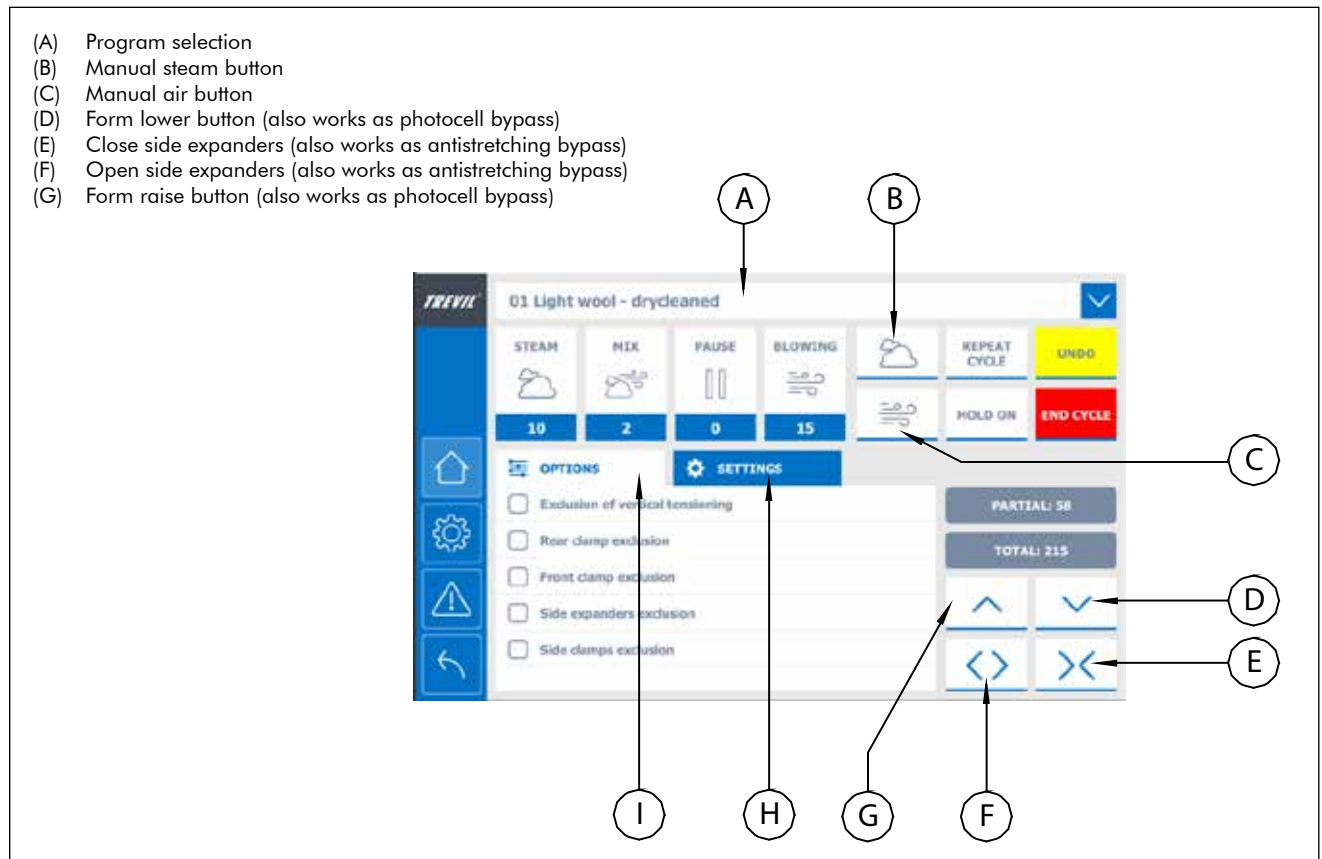 (A) Program selection
(B) Manual steam button
(C) Manual air button
(D) Form lower button (also works as photocell bypass)
(E) Close side expanders (also works as antistretching bypass)
(F) Open side expanders (also works as antistretching bypass)
(G) Form raise button (also works as photocell bypass)
A
B
TREVIL
01 Light wool - drycleaned
STEAM MIX PAUSE BLOWING
REPEAT
CYCLE
UNDO
10 2 0 15
HOLD ON
END CYCLE
C
OPTIONS
SETTINGS
Exclusion of vertical tensioning
PARTIAL: 58
Rear clamp exclusion
TOTAL: 215
Front clamp exclusion
D
Side expanders exclusion
Side clamps exclusion
E
I
H
G
F